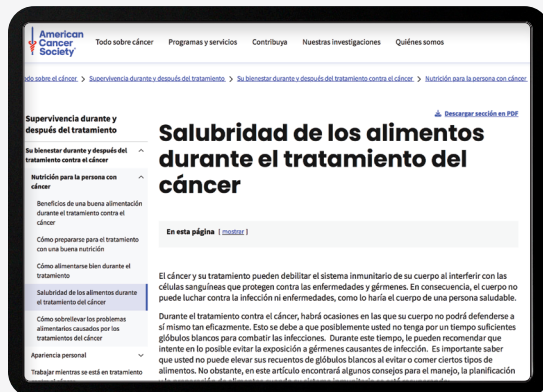 American
Cancer
Society
Todo sobre cáncer
Programas y servicios
Contribuya
Nuestras investigaciones
Quiénes somos
sobre el cáncer > Supervivencia durante y después del tratamiento > Su bienestar durante y después del tratamiento contra el cáncer > Nutrición para la persona con cáncer
Descargar sección en PDF
Supervivencia durante y
después del tratamiento
Su bienestar durante y después del
tratamiento contra el cáncer
Nutrición para la persona con
cáncer
Beneficios de una buena alimentación
durante el tratamiento contra el
cáncer
Cómo prepararse para el tratamiento
con una buena nutrición
Cómo alimentarse bien durante el
tratamiento
Salubridad de los alimentos durante
el tratamiento del cáncer
Cómo sobrellevar los problemas
alimentarios causados por los
tratamientos del cáncer
Apariencia personal
Trabajar mientras se está en tratamiento
Salubridad de los alimentos
durante el tratamiento del
cáncer
En esta página [ mostrar ]
El cáncer y su tratamiento pueden debilitar el sistema inmunitario de su cuerpo al interferir con las
células sanguíneas que protegen contra las enfermedades y gérmenes. En consecuencia, el cuerpo no
puede luchar contra la infección ni enfermedades, como lo haría el cuerpo de una persona saludable.
Durante el tratamiento contra el cáncer, habrá ocasiones en las que su cuerpo no podrá defenderse a
sí mismo tan eficazmente. Esto se debe a que posiblemente usted no tenga por un tiempo suficientes
glóbulos blancos para combatir las infecciones. Durante este tiempo, le pueden recomendar que
intente en lo posible evitar la exposición a gérmenes causantes de infección. Es importante saber
que usted no puede elevar sus recuentos de glóbulos blancos al evitar o comer ciertos tipos de
alimentos. No obstante, en este artículo encontrará algunos consejos para el manejo, la planificación